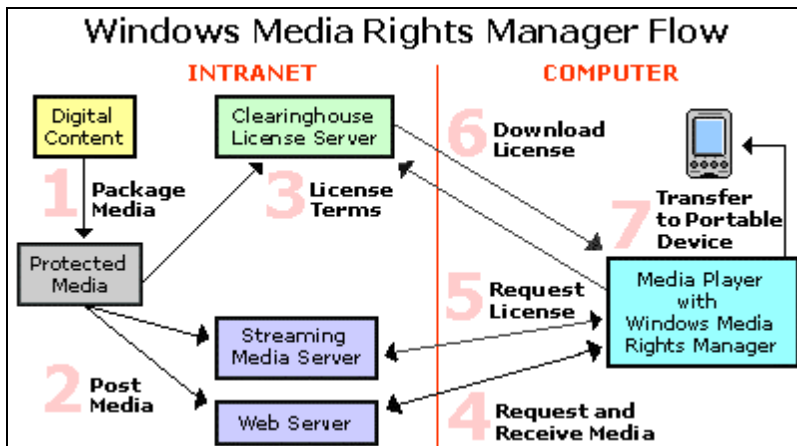 Windows Media Rights Manager Flow
INTRANET
COMPUTER
Digital
Content
Clearinghouse
License Server
6 Download
License
1 Package
Media
3 License
Terms
7 Transfer
to Portable
Device
Protected
Media
5 Request
License
Media Player
with
Windows Media
Rights Manager
Streaming
Media Server
2 Post
Media
Web Server
4 Request and
Receive Media